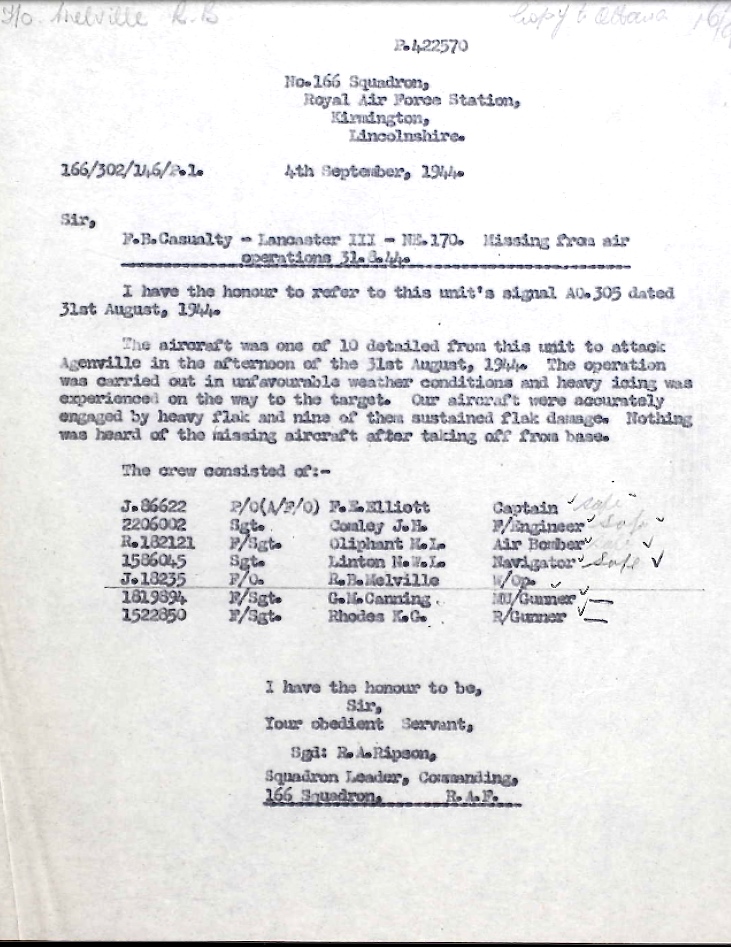 F/o. Melville R.B
Copy to Ottawa
P.422570
No.166 Squadron,
Royal Air Force Station,
Kirmington,
Lincolnshire.
166/302/146/P.1. 4th September, 1944.
Sir,
F.B.Casualty - Lancaster III - NE.170. Missing from air
operations 31.8.44.
I have the honour to refer to this unit's signal AO.305 dated
31st August, 1944.
The aircraft was one of 10 detailed from this unit to attack
Agenville in the afternoon of the 31st August, 1944. The operation
was carried out in unfavourable weather conditions and heavy icing was
experienced on the way to the target. Our aircraft were accurately
engaged by heavy flak and nine of them sustained flak damage. Nothing
was heard of the missing aircraft after taking off from base.
The crew consisted of:-
J.86622 P/O(A/F/O) F.E.Elliott Captain ✓ safe
2206002 Sgt. Comley J.H. F/Engineer ✓ Safe ✓
R.182121 F/Sgt. Oliphant M.L. Air Bomber ✓ ✓
1586045 Sgt. Linton N.W.L. Navigator ✓ Safe ✓
J.18235 F/O. R.B.Melville W/Op. ✓
1819894 F/Sgt. G.M.Canning MU/Gunner ✓ —
1522850 F/Sgt. Rhodes K.G. R/Gunner ✓ —
I have the honour to be,
Sir,
Your obedient Servant,
Sgd: R.A.Ripson,
Squadron Leader, Commanding,
166 Squadron, R.A.F.